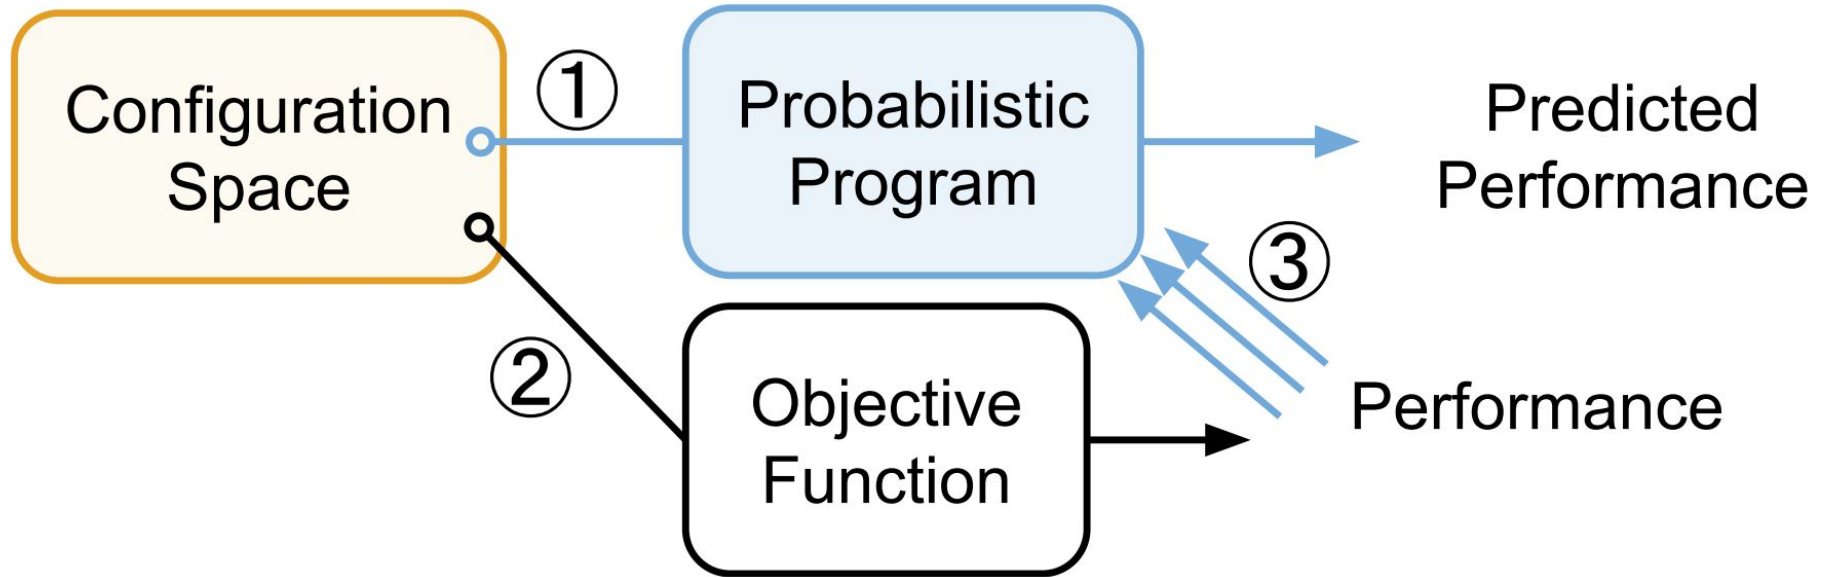 Configuration
Space
①
Probabilistic
Program
Predicted
Performance
②
③
Objective
Function
Performance